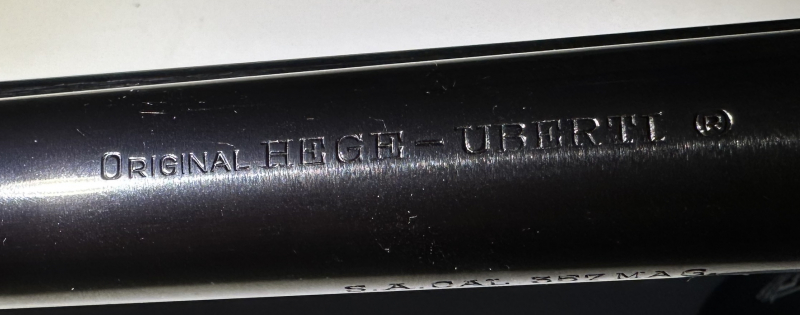 ORIGINAL HEGE - UBERTI ®
S.A. CAL. 357 MAG.